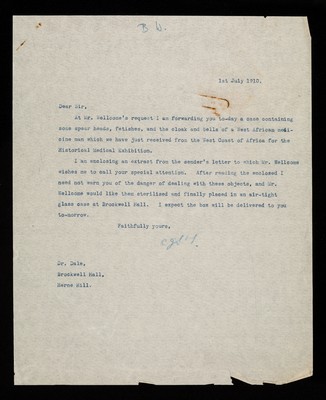 B W.
1st July 1910.
Dear Sir,
At Mr. Wellcome's request I am forwarding you to-day a case containing
some spear heads, fetishes, and the cloak and bells of a West African medi-
cine man which we have just received from the West Coast of Africa for the
Historical Medical Exhibition.
I am enclosing an extract from the sender's letter to which Mr. Wellcome
wishes me to call your special attention. After reading the enclosed I
need not warn you of the danger of dealing with these objects, and Mr.
Wellcome would like them sterilised and finally placed in an air-tight
glass case at Brockwell Hall. I expect the box will be delivered to you
to-morrow.
Faithfully yours,
Dr. Dale,
Brockwell Hall,
Herne Hill.